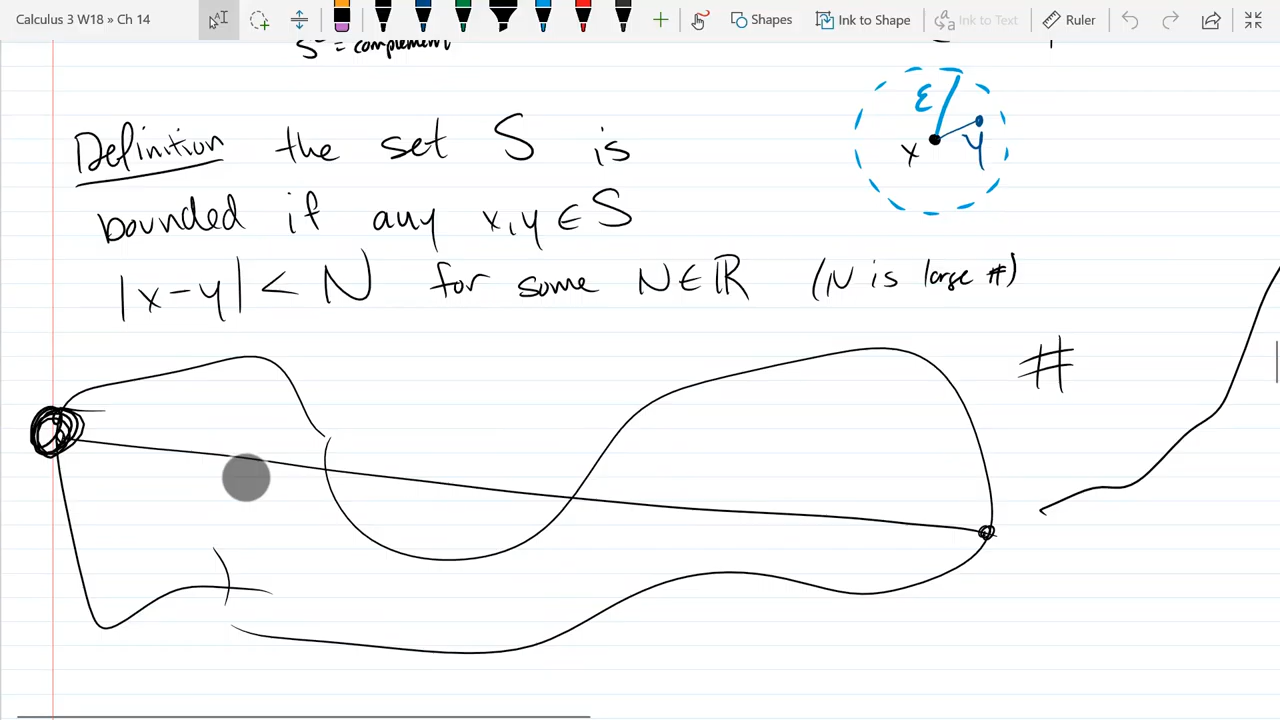 Calculus 3 W18 » Ch 14
Shapes
Ink to Shape
Ink to Text
Ruler
= complement
Definition the set S is
bounded if any x, y ∈ S
|x - y| < N for some N ∈ ℝ (N is large #)
ε
x
y
#